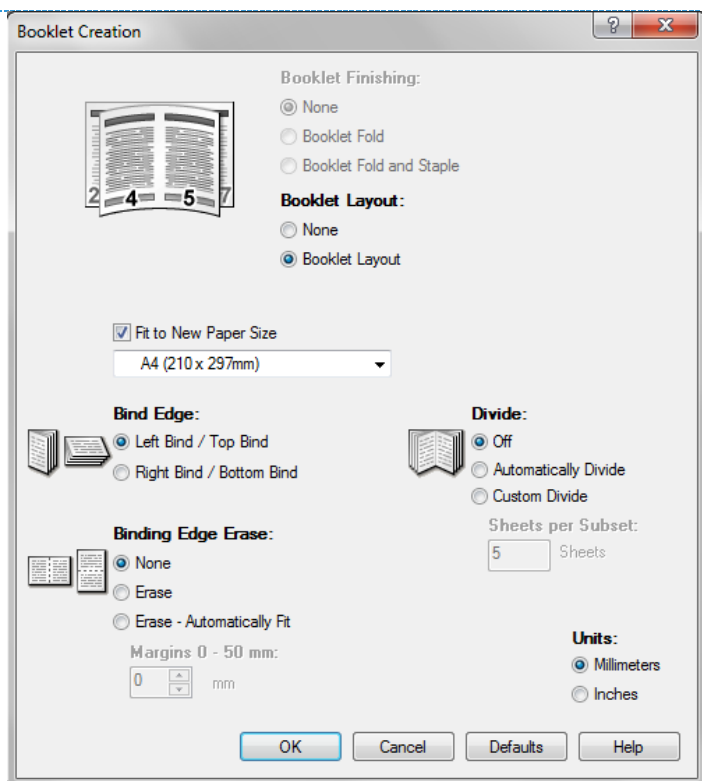 Booklet Creation
?
X
Booklet Finishing:
None
Booklet Fold
Booklet Fold and Staple
2 4 5 7
Booklet Layout:
None
Booklet Layout
Fit to New Paper Size
A4 (210 x 297mm)
Bind Edge:
Left Bind / Top Bind
Right Bind / Bottom Bind
Divide:
Off
Automatically Divide
Custom Divide
Sheets per Subset:
5 Sheets
Binding Edge Erase:
None
Erase
Erase - Automatically Fit
Margins 0 - 50 mm:
0 mm
Units:
Millimeters
Inches
OK Cancel Defaults Help